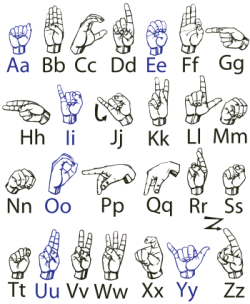 Aa Bb Cc Dd Ee Ff Gg
Hh Ii Jj Kk Ll Mm
Nn Oo Pp Qq Rr Ss
Tt Uu Vv Ww Xx Yy Zz